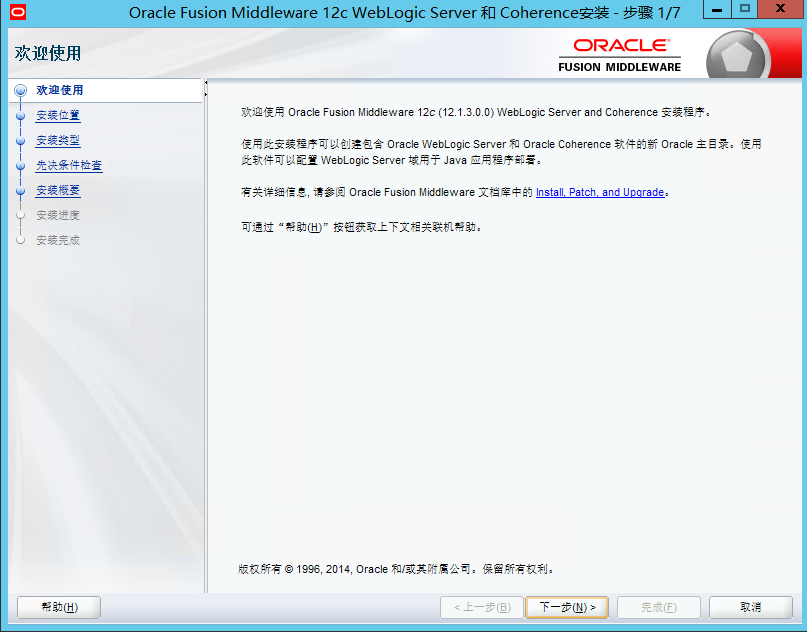 Oracle Fusion Middleware 12c WebLogic Server 和 Coherence安装 - 步骤 1/7
欢迎使用
ORACLE
FUSION MIDDLEWARE
欢迎使用
安装位置
安装类型
先决条件检查
安装概要
安装进度
安装完成
欢迎使用 Oracle Fusion Middleware 12c (12.1.3.0.0) WebLogic Server and Coherence 安装程序。
使用此安装程序可以创建包含 Oracle WebLogic Server 和 Oracle Coherence 软件的新 Oracle 主目录。使用
此软件可以配置 WebLogic Server 域用于 Java 应用程序部署。
有关详细信息, 请参阅 Oracle Fusion Middleware 文档库中的 Install, Patch, and Upgrade。
可通过“帮助(H)”按钮获取上下文相关联机帮助。
版权所有 © 1996, 2014, Oracle 和/或其附属公司。保留所有权利。
帮助(H)
< 上一步(B)
下一步(N) >
完成(F)
取消